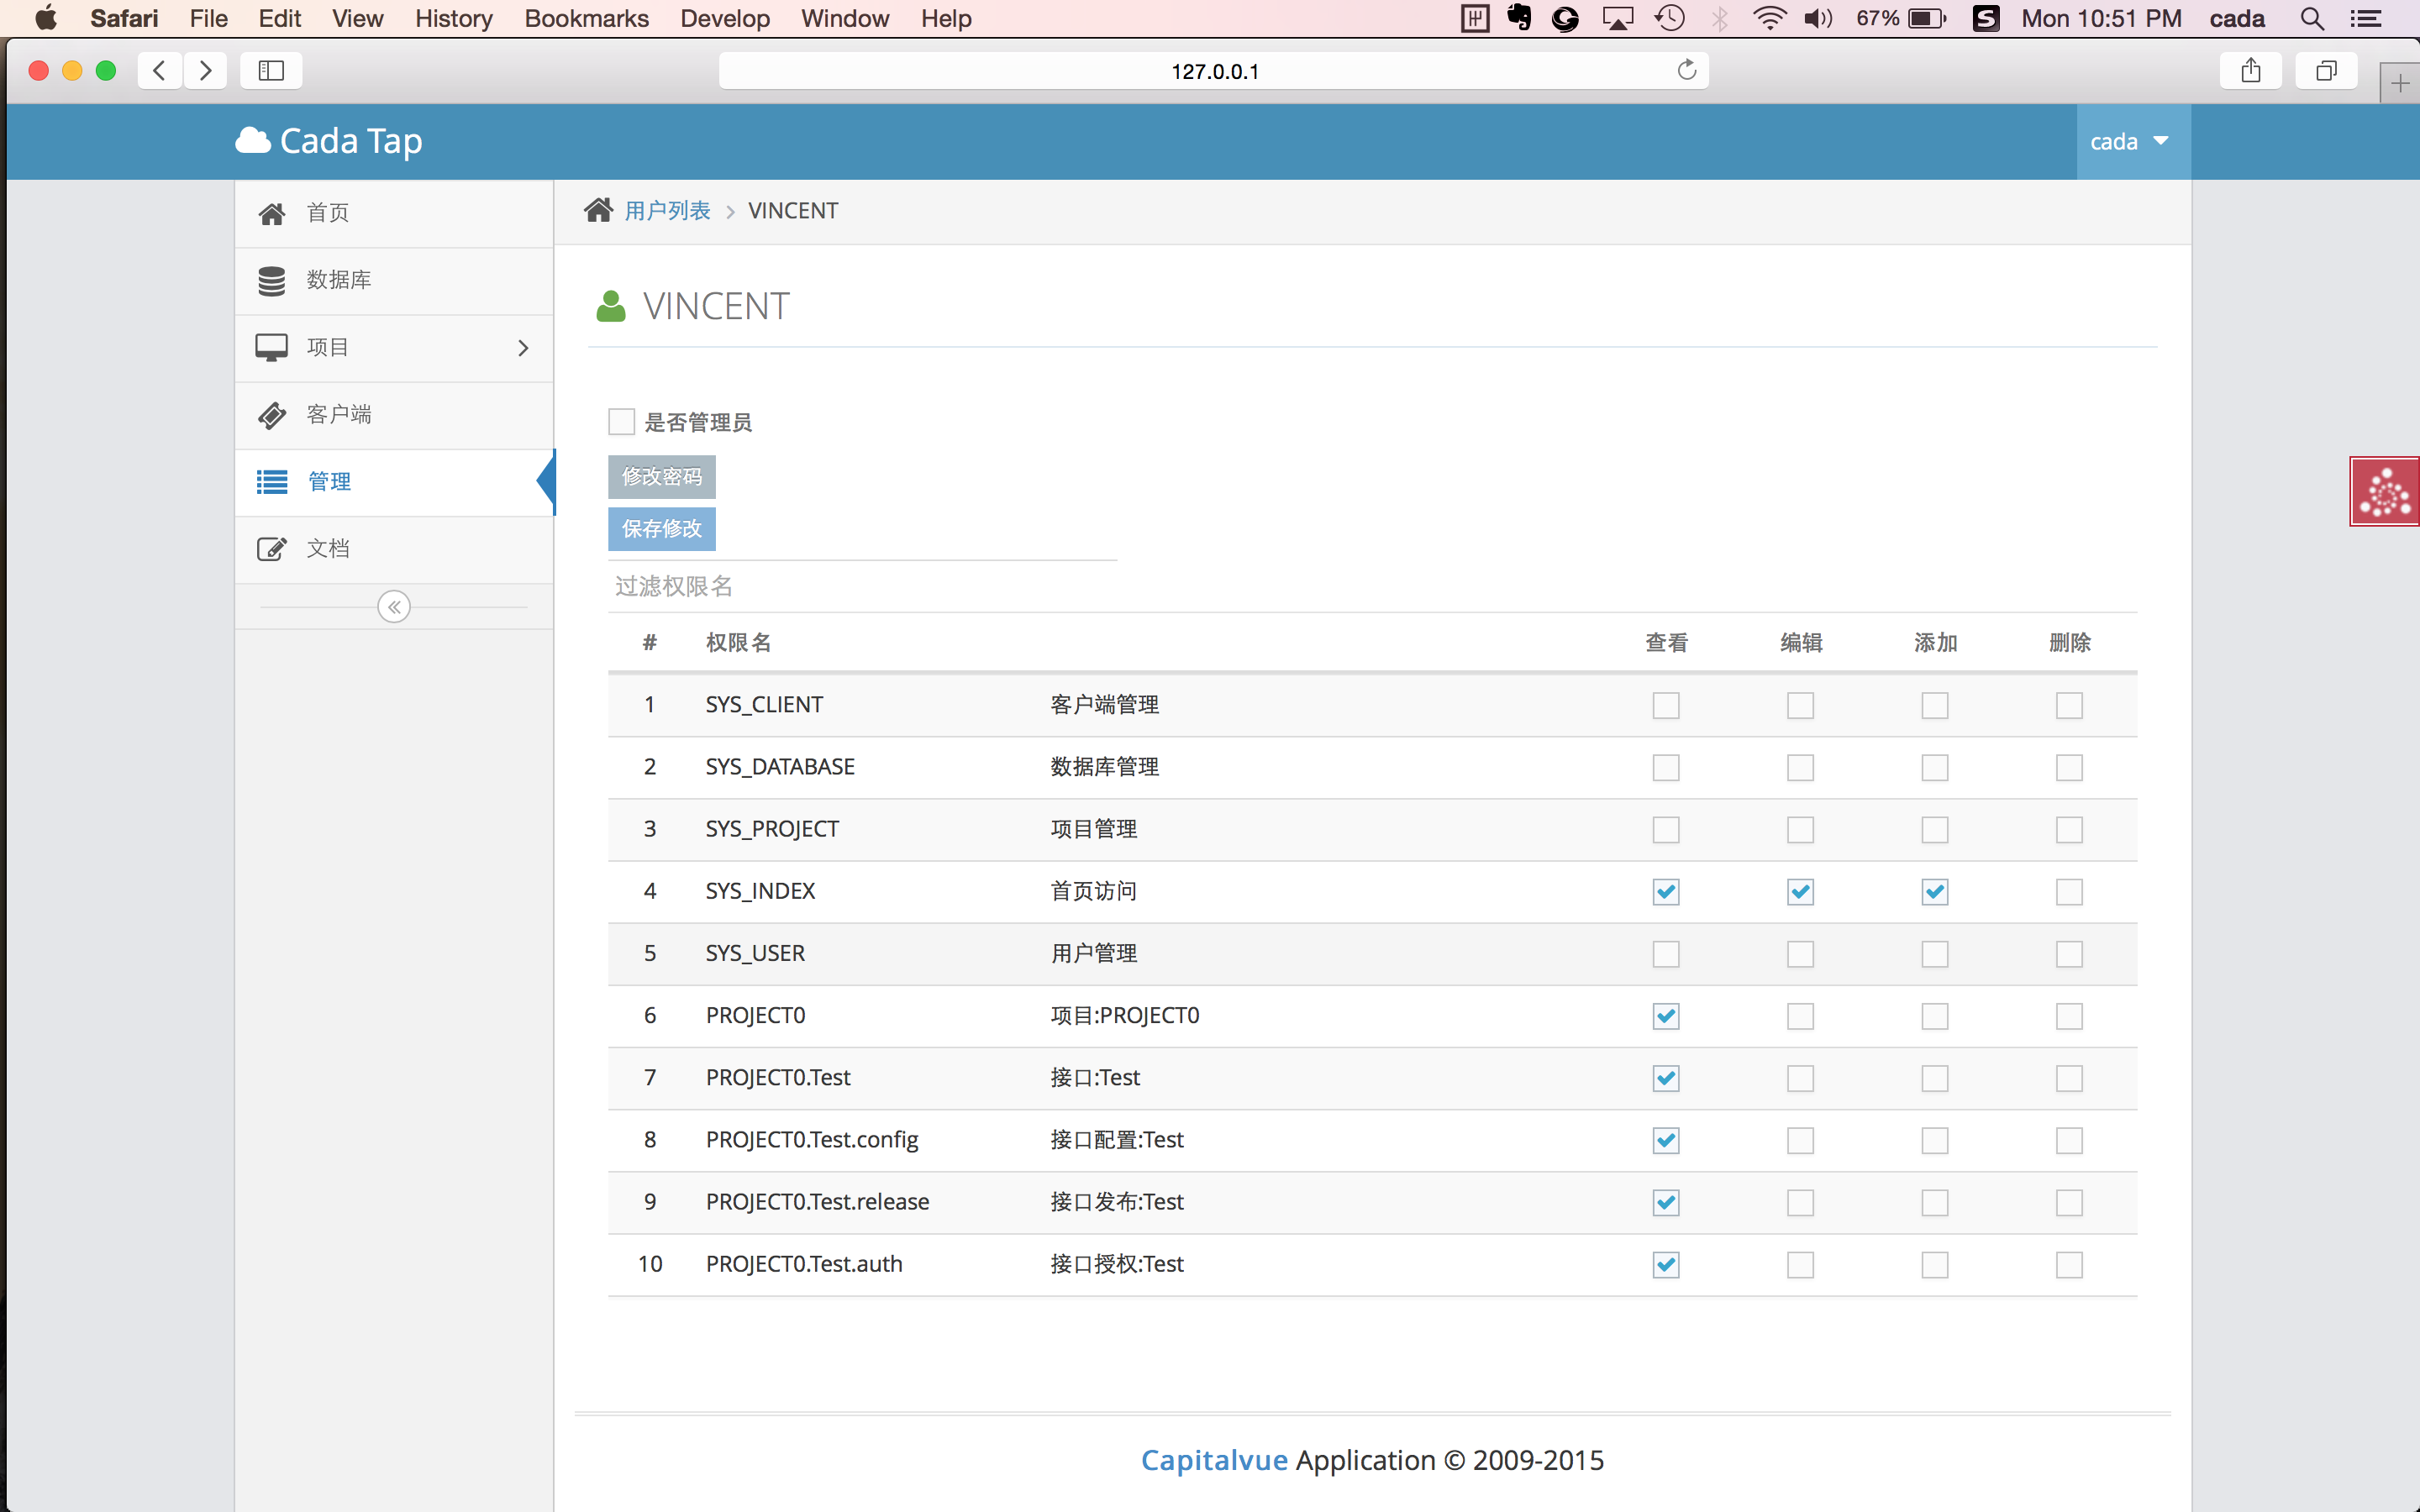 Safari File Edit View History Bookmarks Develop Window Help 67% Mon 10:51 PM cada
127.0.0.1
Cada Tap
cada
首页
数据库
项目
客户端
管理
文档
用户列表 > VINCENT
VINCENT
是否管理员
修改密码
保存修改
过滤权限名
# 权限名 查看 编辑 添加 删除
1 SYS_CLIENT 客户端管理
2 SYS_DATABASE 数据库管理
3 SYS_PROJECT 项目管理
4 SYS_INDEX 首页访问
5 SYS_USER 用户管理
6 PROJECT0 项目:PROJECT0
7 PROJECT0.Test 接口:Test
8 PROJECT0.Test.config 接口配置:Test
9 PROJECT0.Test.release 接口发布:Test
10 PROJECT0.Test.auth 接口授权:Test
Capitalvue Application © 2009-2015